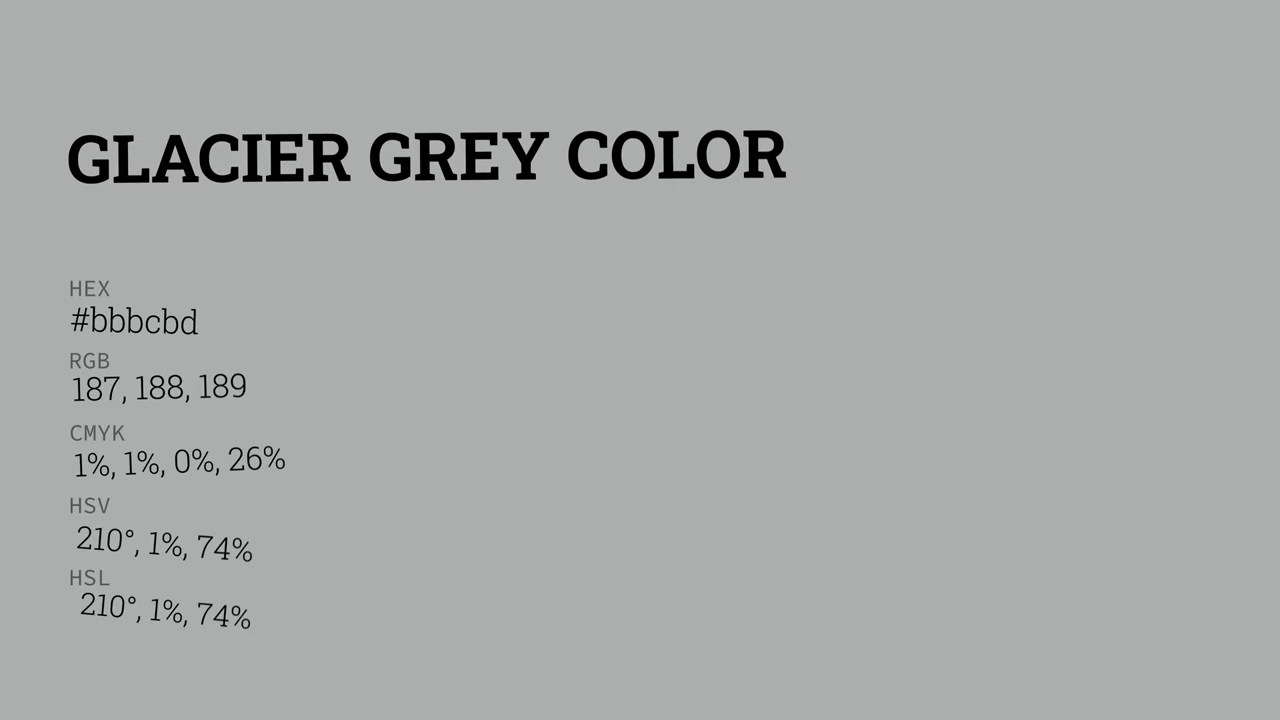 GLACIER GREY COLOR
HEX
#bbbcbd
RGB
187, 188, 189
CMYK
1%, 1%, 0%, 26%
HSV
210°, 1%, 74%
HSL
210°, 1%, 74%